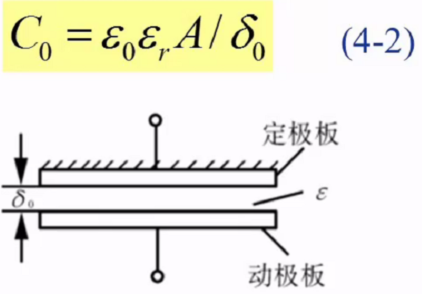 C₀ = ε₀εᵣA/δ₀ (4-2)
定极板
δ₀
ε
动极板